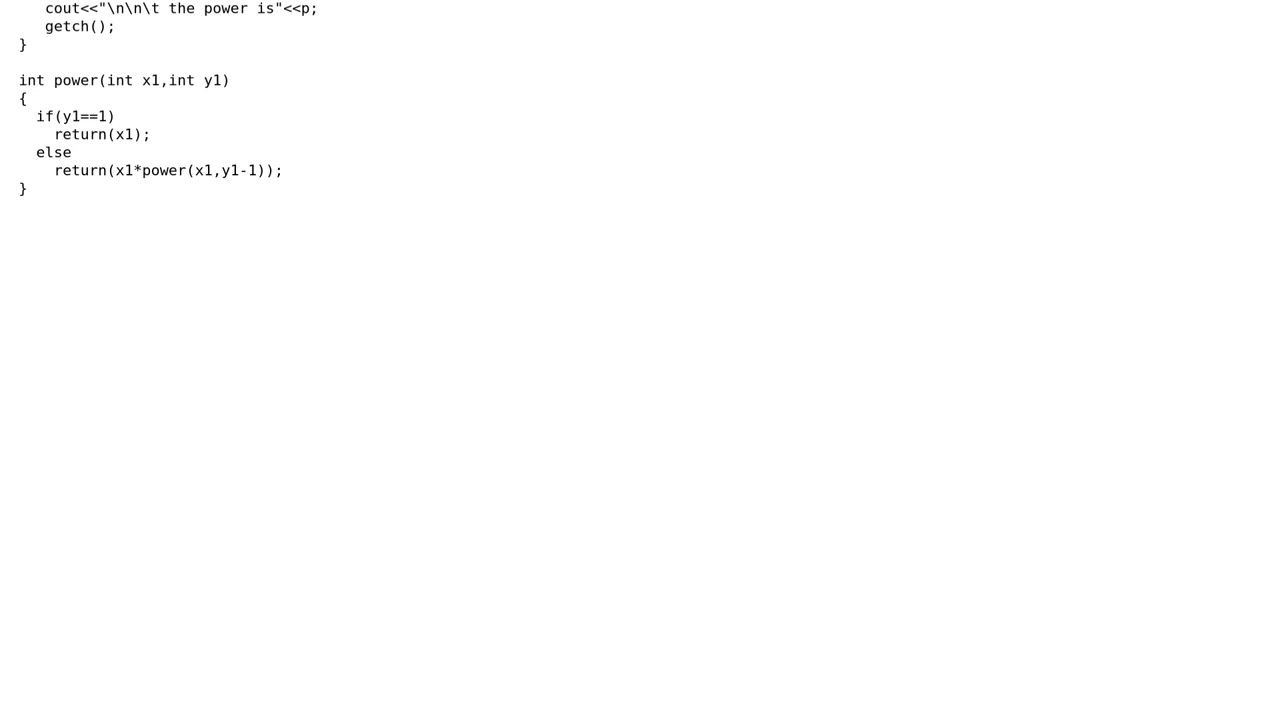 cout<<"\n\n\t the power is"<<p;
getch();
}
int power(int x1,int y1)
{
if(y1==1)
return(x1);
else
return(x1*power(x1,y1-1));
}